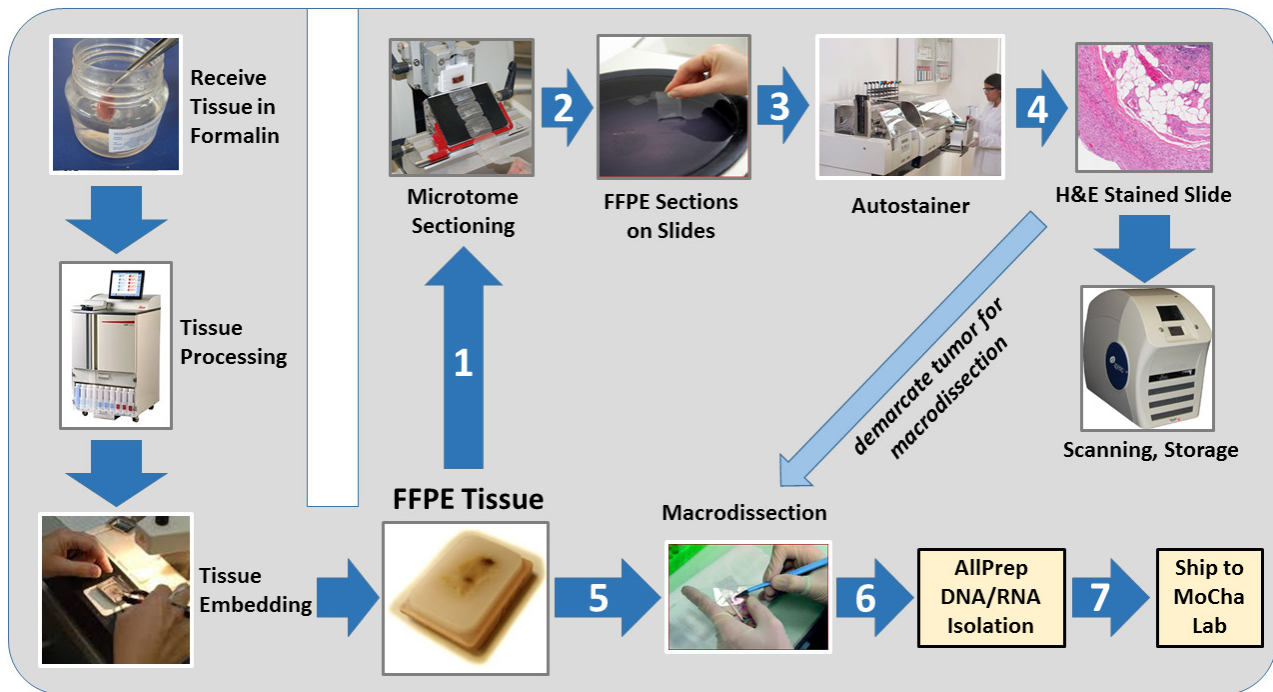 Receive
Tissue in
Formalin
Tissue
Processing
Tissue
Embedding
FFPE Tissue
1
Microtome
Sectioning
2
FFPE Sections
on Slides
3
Autostainer
4
H&E Stained Slide
Scanning, Storage
demarcate tumor for
macrodissection
5
Macrodissection
6
AllPrep
DNA/RNA
Isolation
7
Ship to
MoCha
Lab